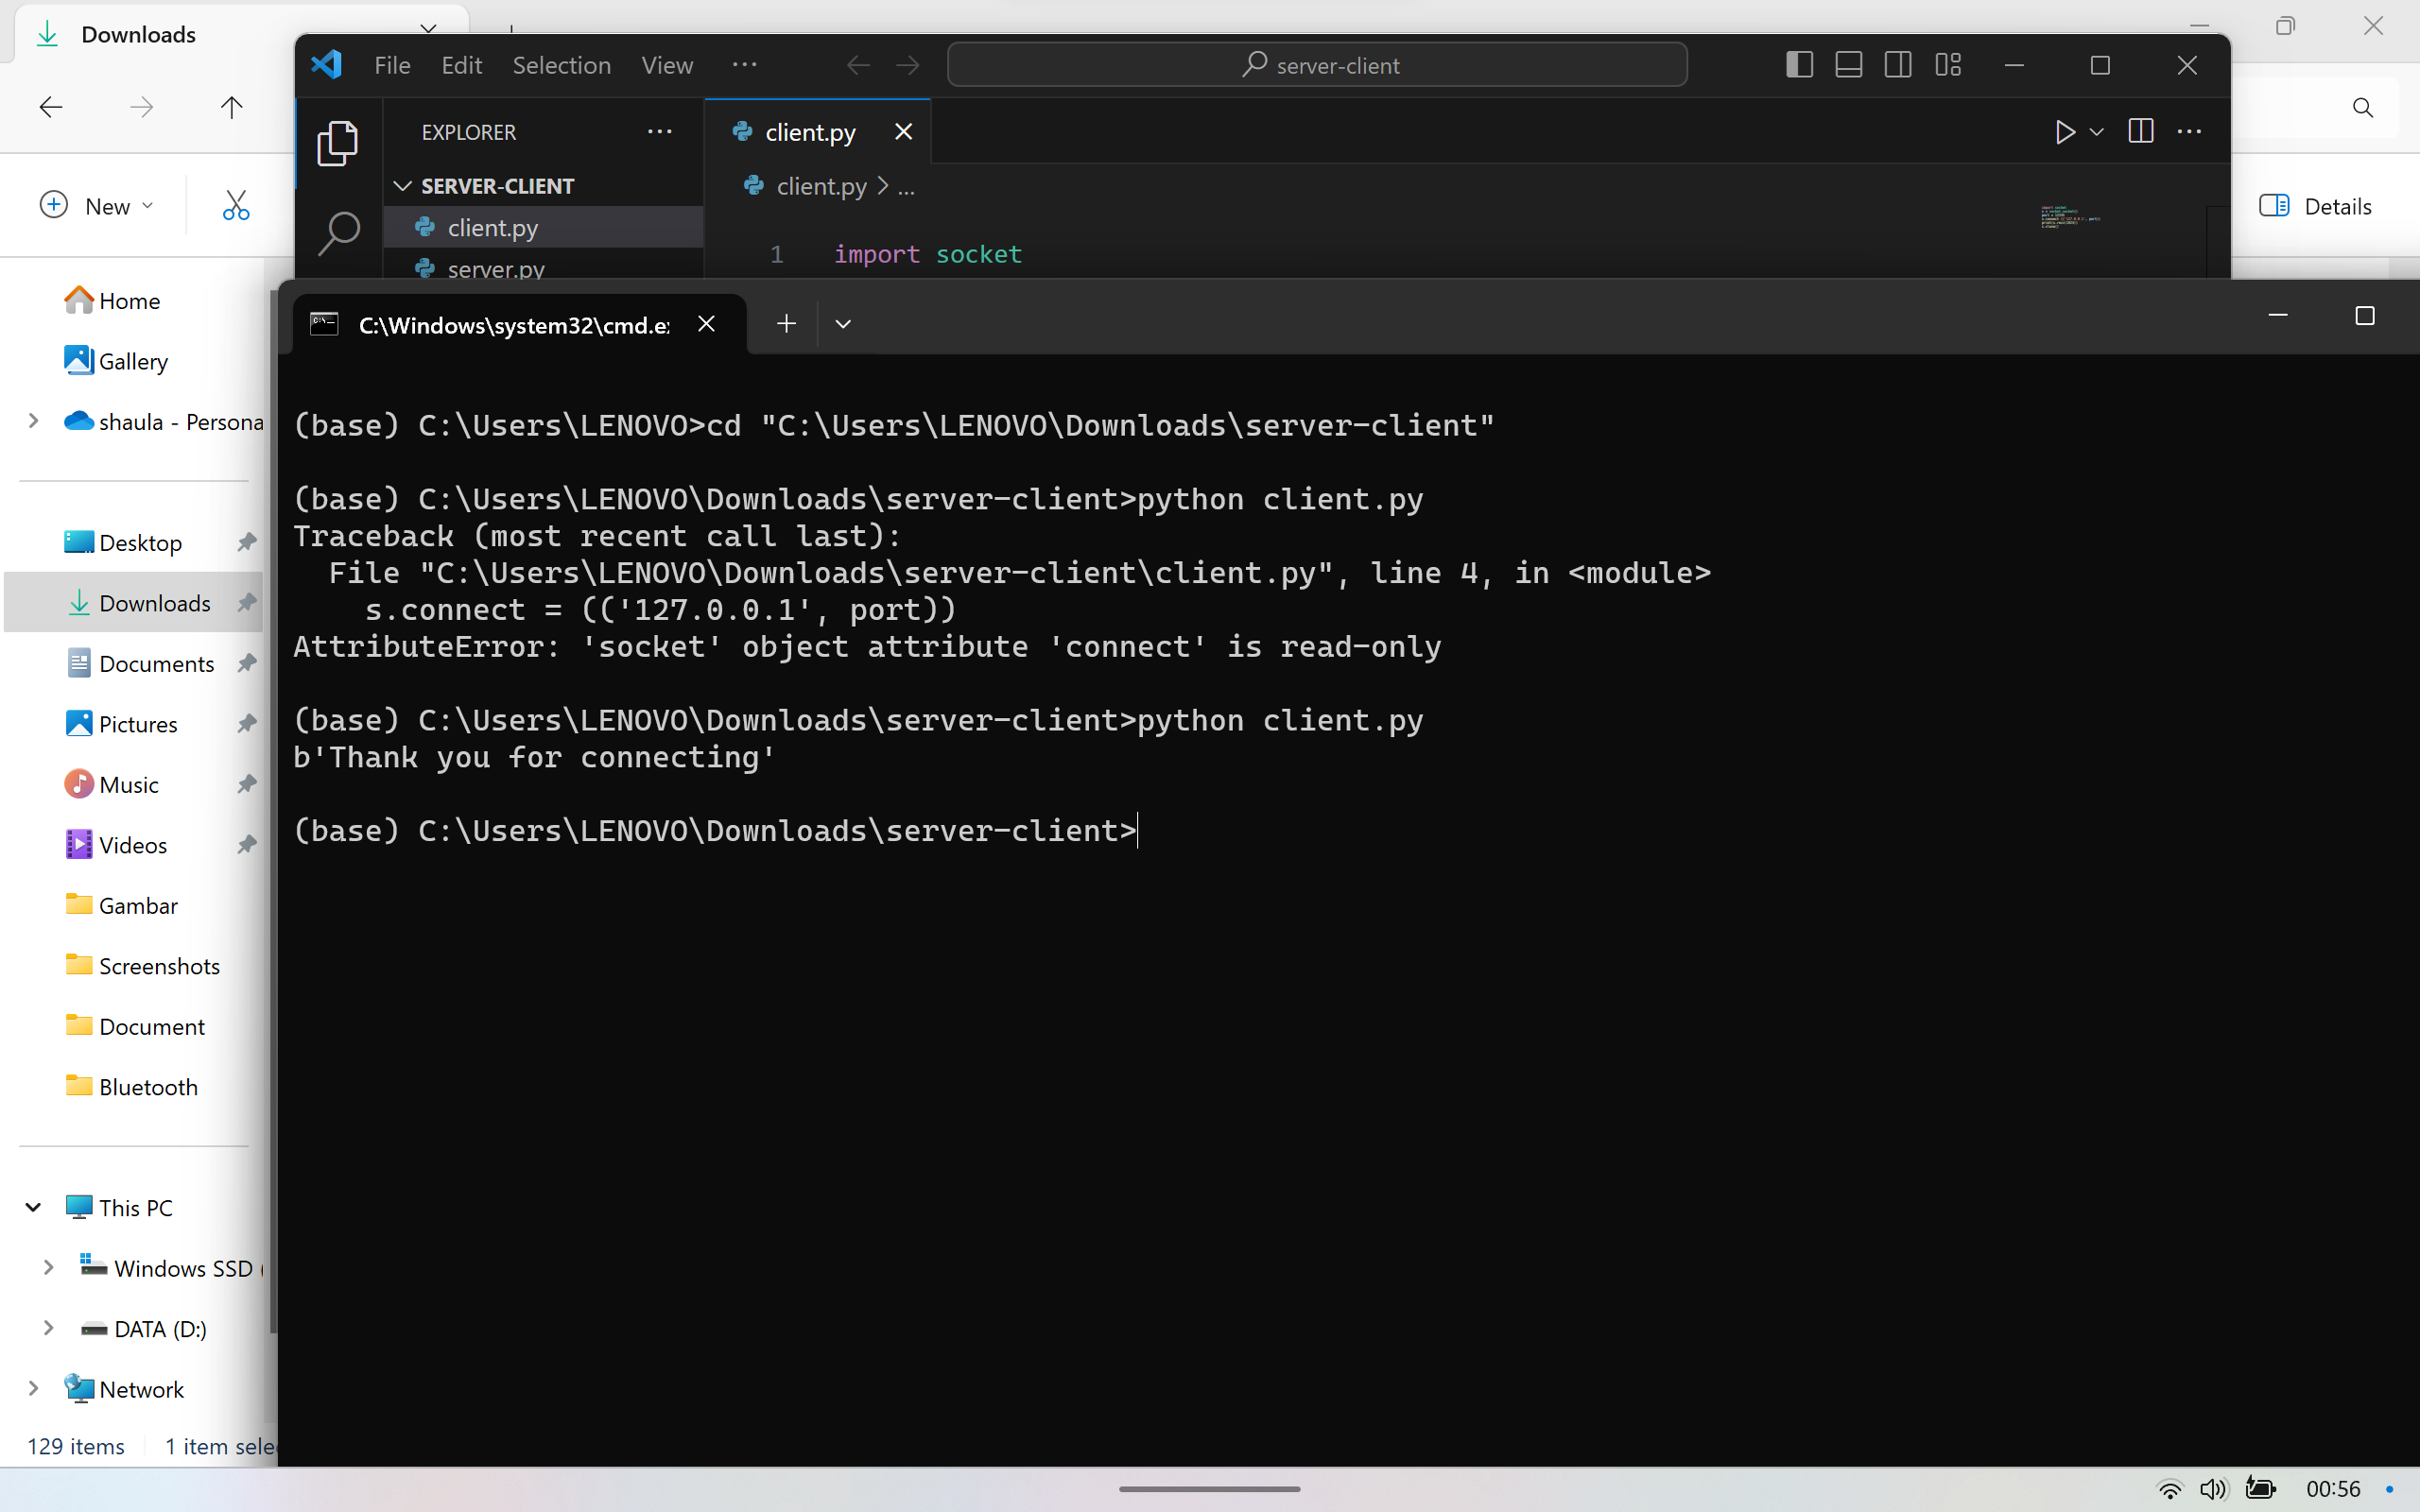 Downloads
File Edit Selection View ...
server-client
EXPLORER ...
client.py
SERVER-CLIENT
client.py > ...
New
Details
client.py
1 import socket
server.py
Home
Gallery
shaula - Persona
Desktop
Downloads
Documents
Pictures
Music
Videos
Gambar
Screenshots
Document
Bluetooth
This PC
Windows SSD (
DATA (D:)
Network
129 items 1 item sele
C:\Windows\system32\cmd.e
(base) C:\Users\LENOVO>cd "C:\Users\LENOVO\Downloads\server-client"
(base) C:\Users\LENOVO\Downloads\server-client>python client.py
Traceback (most recent call last):
File "C:\Users\LENOVO\Downloads\server-client\client.py", line 4, in <module>
s.connect = (('127.0.0.1', port))
AttributeError: 'socket' object attribute 'connect' is read-only
(base) C:\Users\LENOVO\Downloads\server-client>python client.py
b'Thank you for connecting'
(base) C:\Users\LENOVO\Downloads\server-client>
00:56